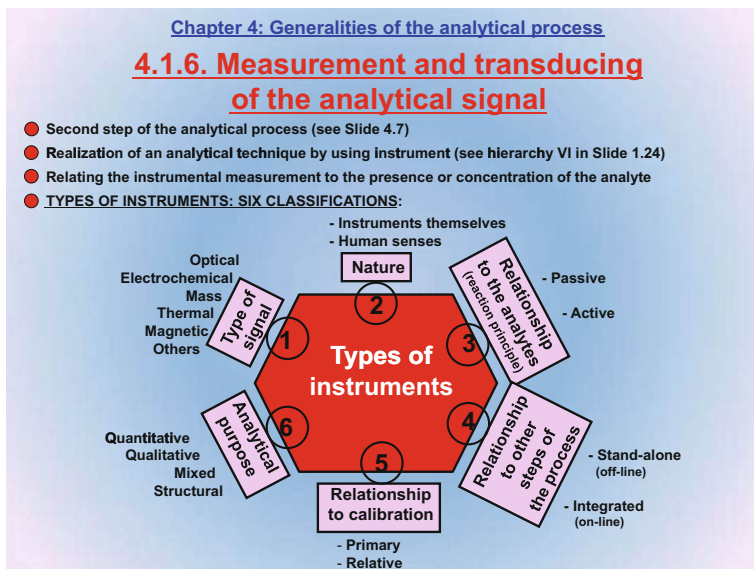 Chapter 4: Generalities of the analytical process
4.1.6. Measurement and transducing
of the analytical signal
Second step of the analytical process (see Slide 4.7)
Realization of an analytical technique by using instrument (see hierarchy VI in Slide 1.24)
Relating the instrumental measurement to the presence or concentration of the analyte
TYPES OF INSTRUMENTS: SIX CLASSIFICATIONS:
Optical
Electrochemical
Mass
Thermal
Magnetic
Others
Type of
signal
1
- Instruments themselves
- Human senses
Nature
2
Relationship
to the analytes
(reaction principle)
3
- Passive
- Active
Types of
instruments
Quantitative
Qualitative
Mixed
Structural
Analytical
purpose
6
5
Relationship
to calibration
- Primary
- Relative
4
Relationship
to other
steps of
the process
- Stand-alone
(off-line)
- Integrated
(on-line)